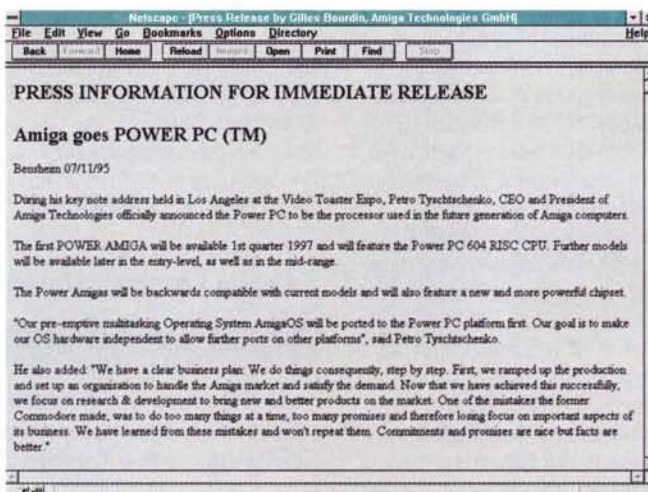 Netscape - [Press Release by Gilles Bourdin, Amiga Technologies GmbH]
File Edit View Go Bookmarks Options Directory Help
Back Forward Home Reload Images Open Print Find Stop
PRESS INFORMATION FOR IMMEDIATE RELEASE
Amiga goes POWER PC (TM)
Bensheim 07/11/95
During his key note address held in Los Angeles at the Video Toaster Expo, Petro Tyschtschenko, CEO and President of
Amiga Technologies officially announced the Power PC to be the processor used in the future generation of Amiga computers.
The first POWER AMIGA will be available 1st quarter 1997 and will feature the Power PC 604 RISC CPU. Further models
will be available later in the entry-level, as well as in the mid-range.
The Power Amigas will be backwards compatible with current models and will also feature a new and more powerful chipset.
"Our pre-emptive multitasking Operating System AmigaOS will be ported to the Power PC platform first. Our goal is to make
our OS hardware independent to allow further ports on other platforms", said Petro Tyschtschenko.
He also added: "We have a clear business plan: We do things consequently, step by step. First, we ramped up the production
and set up an organisation to handle the Amiga market and satisfy the demand. Now that we have achieved this successfully,
we focus on research & development to bring new and better products on the market. One of the mistakes the former
Commodore made, was to do too many things at a time, too many promises and therefore losing focus on important aspects of
its business. We have learned from these mistakes and won't repeat them. Commitments and promises are nice but facts are
better."